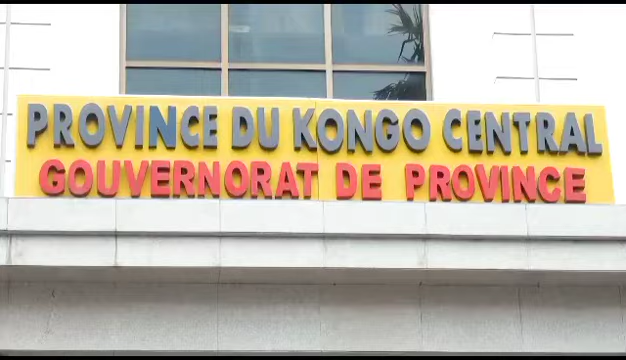 PROVINCE DU KONGO CENTRAL
GOUVERNORAT DE PROVINCE